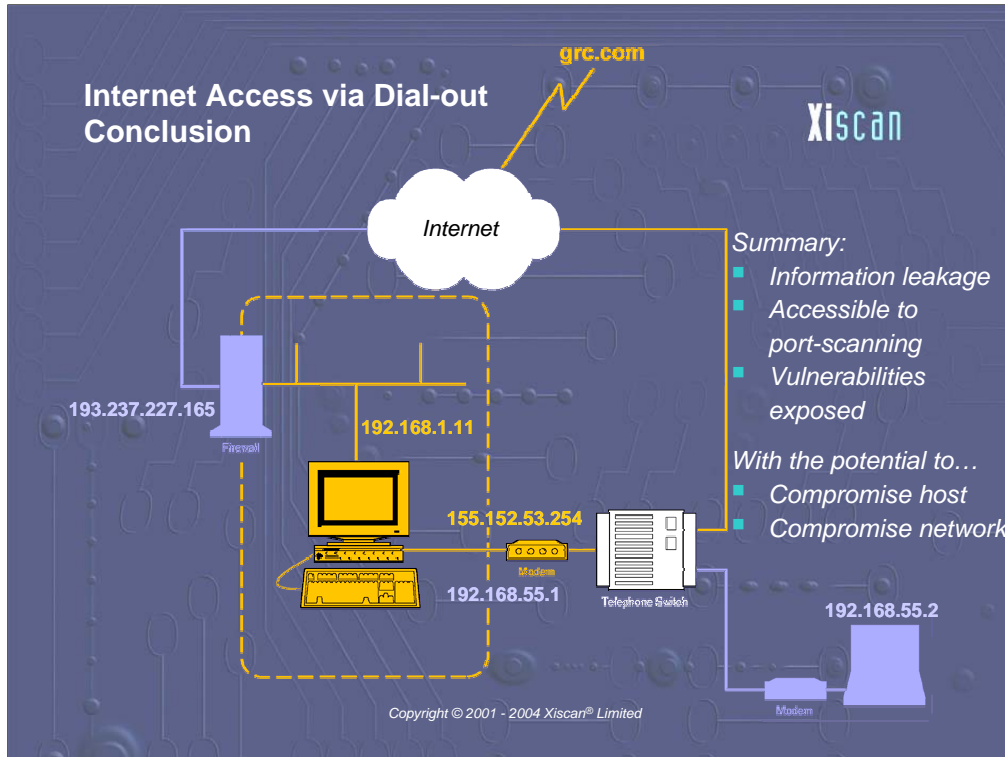 grc.com
Internet Access via Dial-out
Conclusion
Xiscan
Internet
Summary:
Information leakage
Accessible to
port-scanning
Vulnerabilities
exposed
193.237.227.165
Firewall
192.168.1.11
With the potential to…
Compromise host
Compromise network
155.152.53.254
Modem
192.168.55.1
Telephone Switch
192.168.55.2
Modem
Copyright © 2001 - 2004 Xiscan® Limited